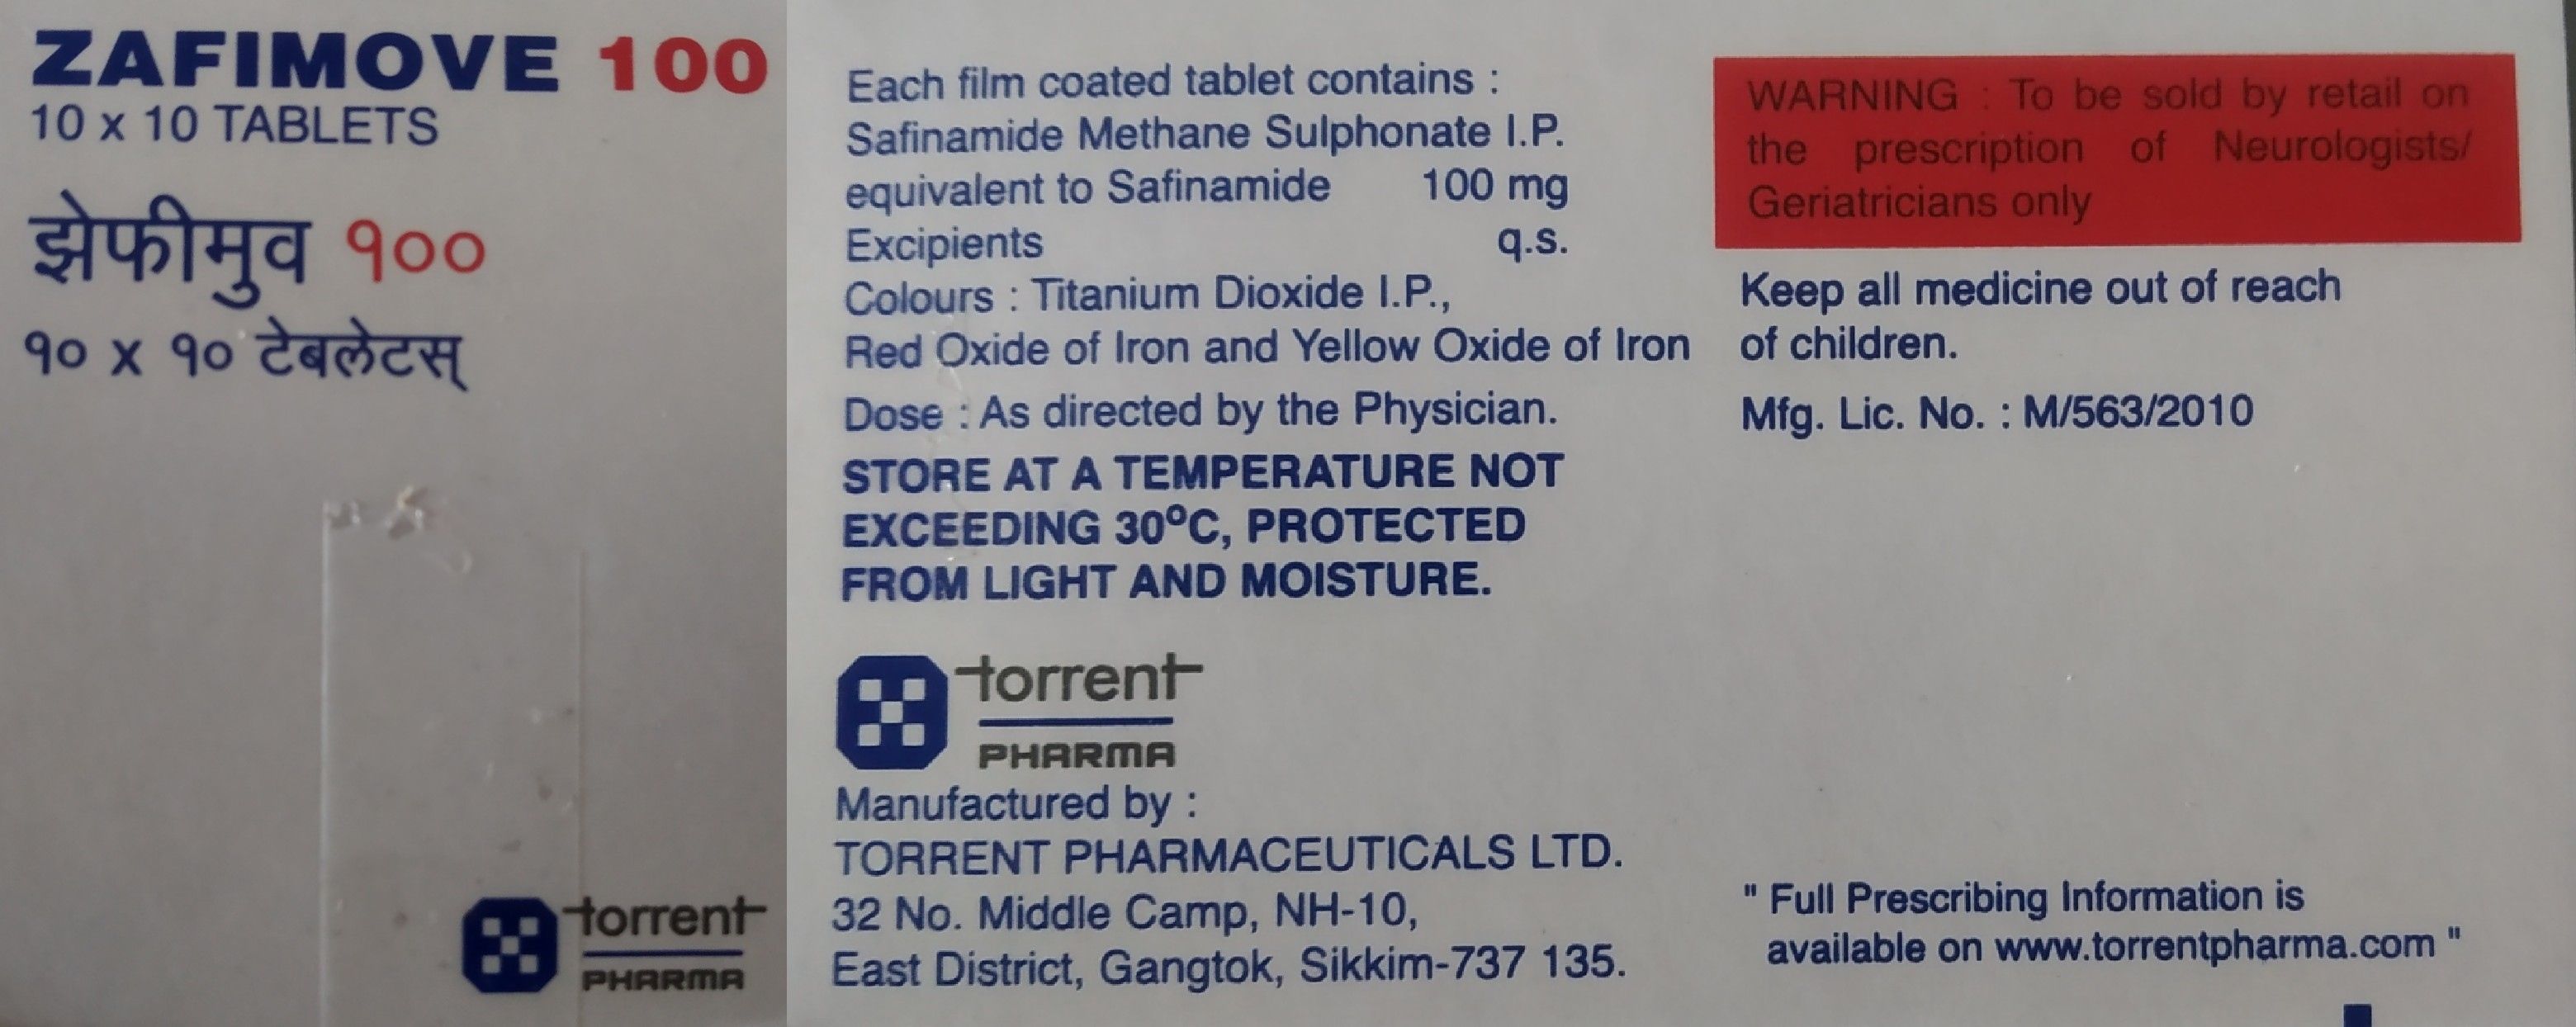 ZAFIMOVE 100
10 x 10 TABLETS
झेफीमुव १००
१० x १० टेबलेटस्
torrent
PHARMA
Each film coated tablet contains :
Safinamide Methane Sulphonate I.P.
equivalent to Safinamide 100 mg
Excipients q.s.
Colours : Titanium Dioxide I.P.,
Red Oxide of Iron and Yellow Oxide of Iron
Dose : As directed by the Physician.
STORE AT A TEMPERATURE NOT
EXCEEDING 30ºC, PROTECTED
FROM LIGHT AND MOISTURE.
torrent
PHARMA
Manufactured by :
TORRENT PHARMACEUTICALS LTD.
32 No. Middle Camp, NH-10,
East District, Gangtok, Sikkim-737 135.
WARNING : To be sold by retail on
the prescription of Neurologists/
Geriatricians only
Keep all medicine out of reach
of children.
Mfg. Lic. No. : M/563/2010
" Full Prescribing Information is
available on www.torrentpharma.com "